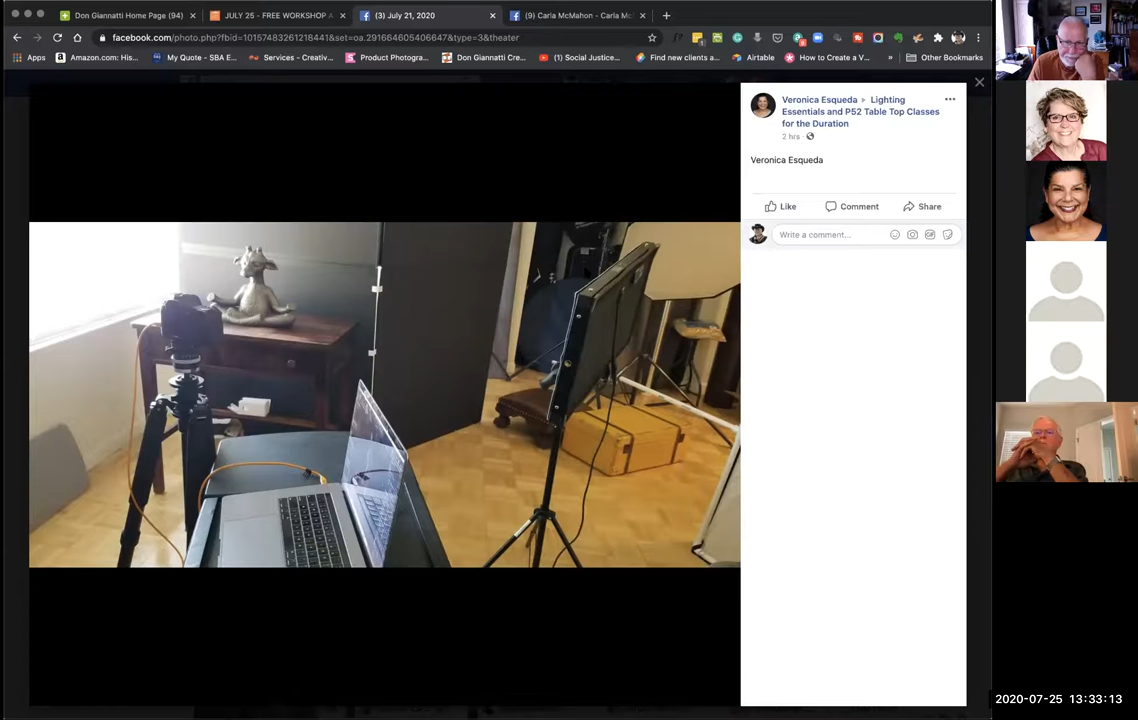 Don Giannatti Home Page (94)
JULY 25 - FREE WORKSHOP A
(3) July 21, 2020
(9) Carla McMahon - Carla Mc
facebook.com/photo.php?fbid=10157483261218441&set=oa.291664605406647&type=3&theater
Apps
Amazon.com: His...
My Quote - SBA E...
Services - Creativ...
Product Photogra...
Don Giannatti Cre...
(1) Social Justice...
Find new clients a...
Airtable
How to Create a V...
»
Other Bookmarks
Veronica Esqueda ▸ Lighting
Essentials and P52 Table Top Classes
for the Duration
2 hrs ·
Veronica Esqueda
Like
Comment
Share
Write a comment...
2020-07-25 13:33:13